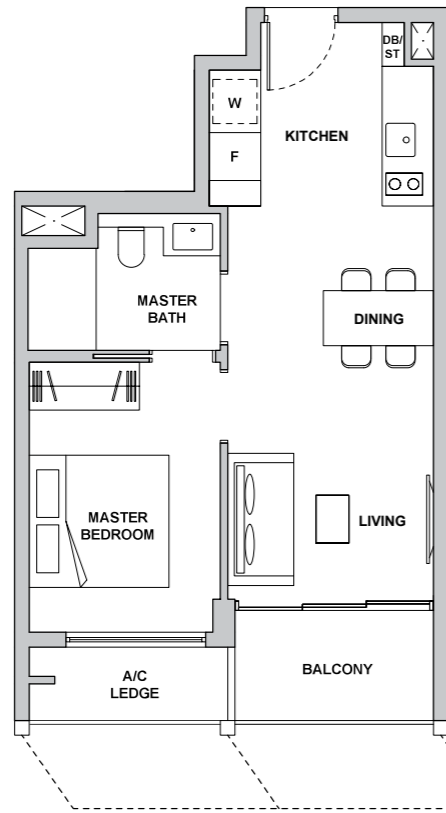 DB/
ST
W
KITCHEN
F
MASTER
BATH
DINING
MASTER
BEDROOM
LIVING
A/C
LEDGE
BALCONY